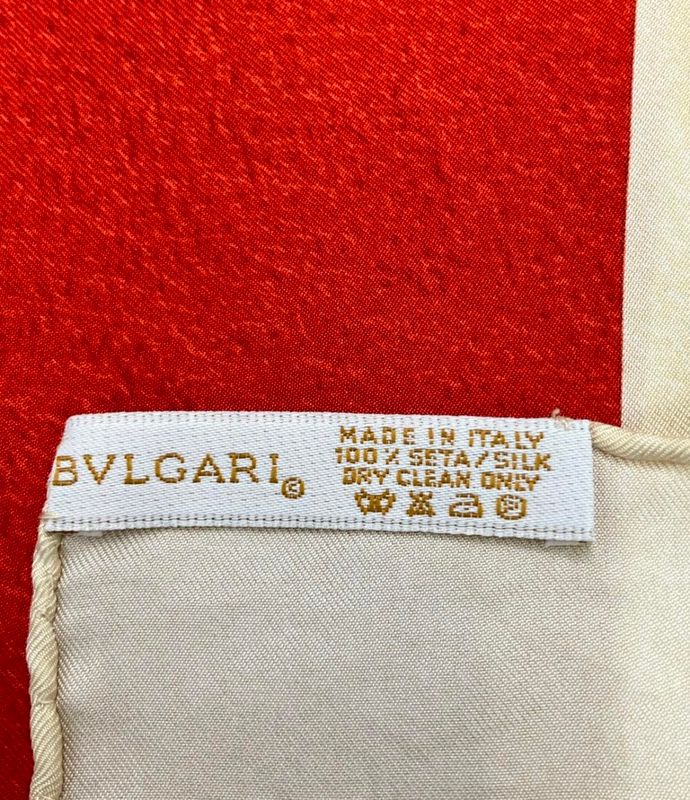 BVLGARI©
MADE IN ITALY
100% SETA/SILK
DRY CLEAN ONLY